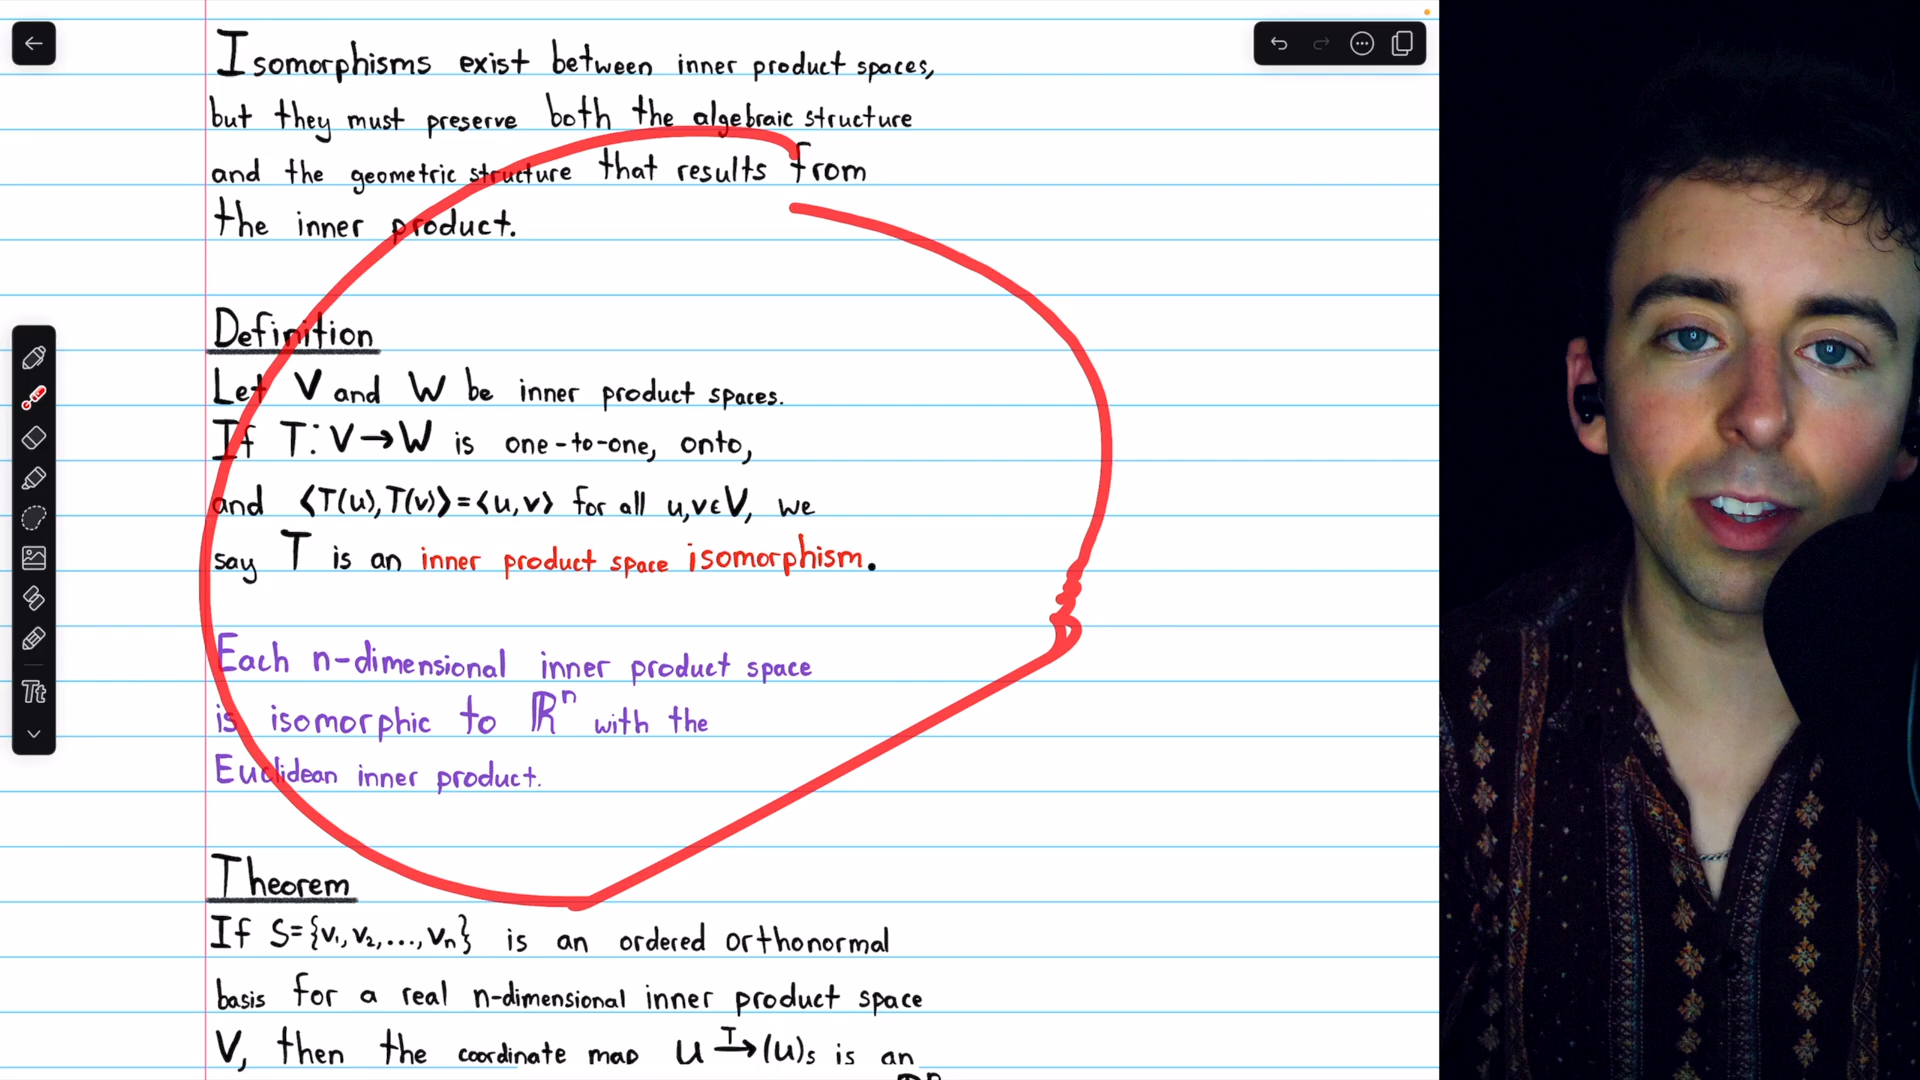 Isomorphisms exist between inner product spaces,
but they must preserve both the algebraic structure
and the geometric structure that results from
the inner product.
Definition
Let V and W be inner product spaces.
If T:V→W is one-to-one, onto,
and ⟨T(u),T(v)⟩=⟨u,v⟩ for all u,v∈V, we
say T is an inner product space isomorphism.
Each n-dimensional inner product space
is isomorphic to ℝⁿ with the
Euclidean inner product.
Theorem
If S={v₁,v₂,...,vₙ} is an ordered orthonormal
basis for a real n-dimensional inner product space
V, then the coordinate map u T→ (u)ₛ is an
Tt